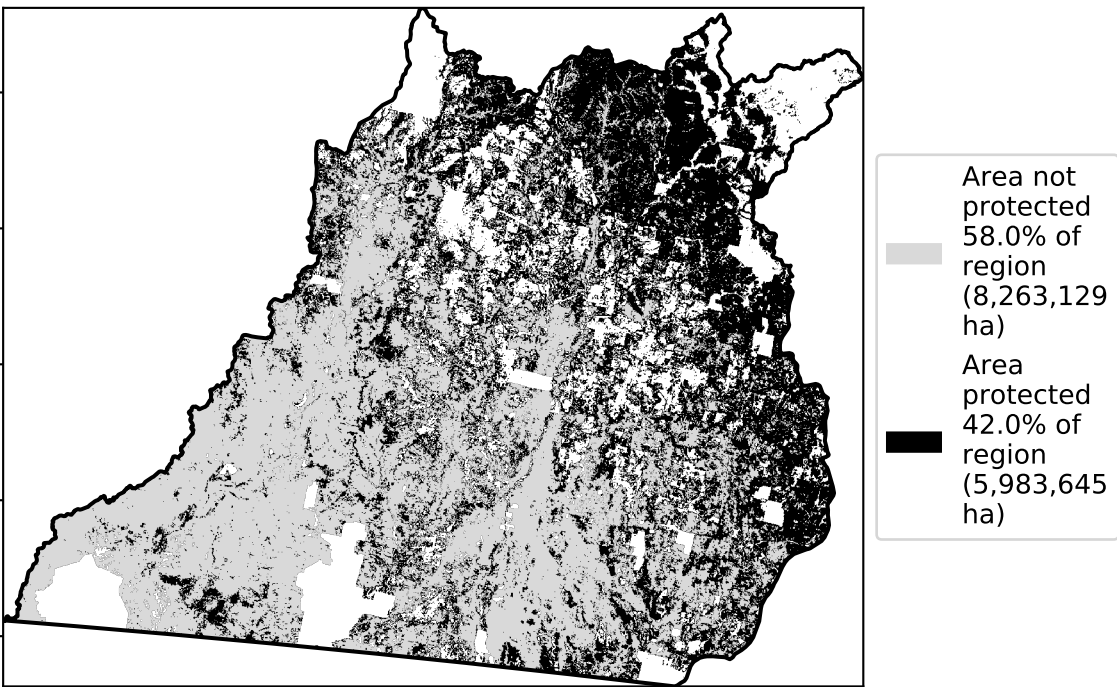 Area not
protected
58.0% of
region
(8,263,129
ha)
Area
protected
42.0% of
region
(5,983,645
ha)